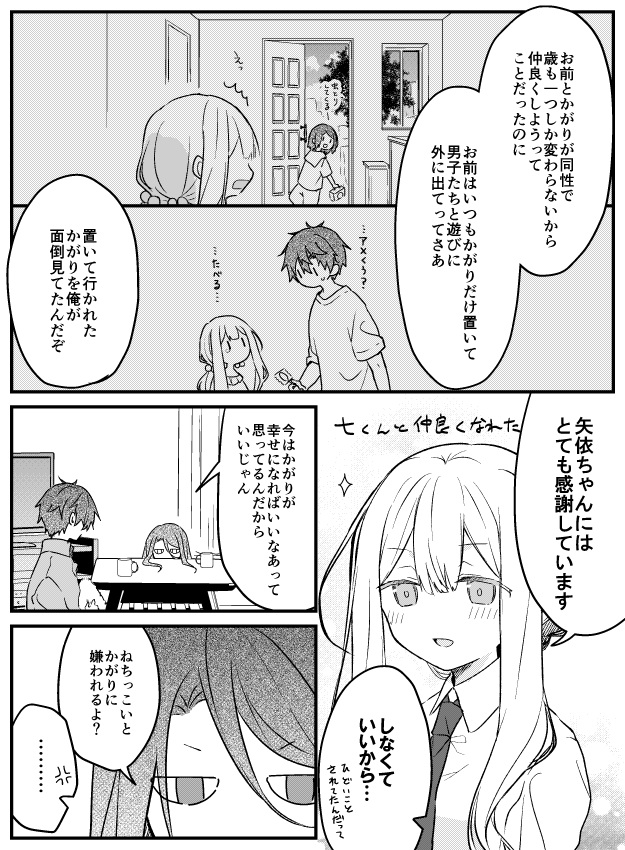 お前とかがりが同性で
歳も一つしか変わらないから
仲良くしようって
ことだったのに
お前はいつもかがりだけ置いて
男子たちと遊びに
外に出てってさあ
虫とり
してくる!
えっ
…アメくう?
…たべる…
置いて行かれた
かがりを俺が
面倒見てたんだぞ
矢依ちゃんには
とても感謝しています
七くんと仲良くなれた
しなくて
いいから…
ひどいこと
されてたんだって
今はかがりが
幸せになればいいなあって
思ってるんだから
いいじゃん
ねちっこいと
かがりに
嫌われるよ?
………